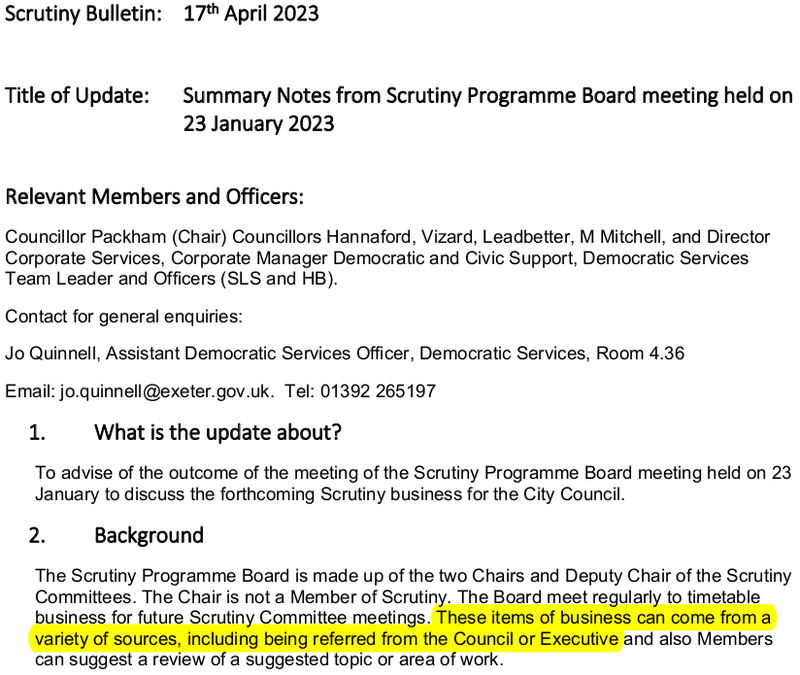 Scrutiny Bulletin: 17th April 2023
Title of Update: Summary Notes from Scrutiny Programme Board meeting held on
23 January 2023
Relevant Members and Officers:
Councillor Packham (Chair) Councillors Hannaford, Vizard, Leadbetter, M Mitchell, and Director
Corporate Services, Corporate Manager Democratic and Civic Support, Democratic Services
Team Leader and Officers (SLS and HB).
Contact for general enquiries:
Jo Quinnell, Assistant Democratic Services Officer, Democratic Services, Room 4.36
Email: jo.quinnell@exeter.gov.uk. Tel: 01392 265197
1. What is the update about?
To advise of the outcome of the meeting of the Scrutiny Programme Board meeting held on 23
January to discuss the forthcoming Scrutiny business for the City Council.
2. Background
The Scrutiny Programme Board is made up of the two Chairs and Deputy Chair of the Scrutiny
Committees. The Chair is not a Member of Scrutiny. The Board meet regularly to timetable
business for future Scrutiny Committee meetings. These items of business can come from a
variety of sources, including being referred from the Council or Executive and also Members
can suggest a review of a suggested topic or area of work.